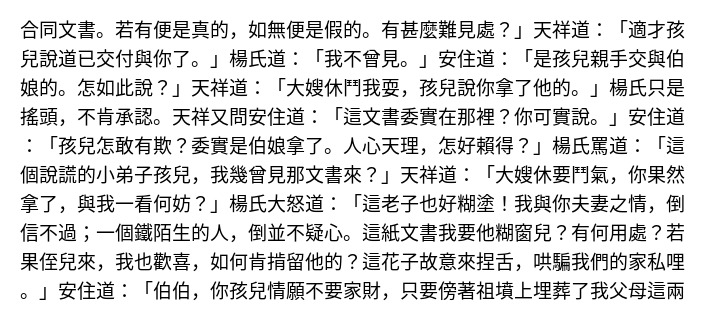 合同文書。若有便是真的，如無便是假的。有甚麼難見處？」天祥道：「適才孩
兒說道已交付與你了。」楊氏道：「我不曾見。」安住道：「是孩兒親手交與伯
娘的。怎如此說？」天祥道：「大嫂休鬥我耍，孩兒說你拿了他的。」楊氏只是
搖頭，不肯承認。天祥又問安住道：「這文書委實在那裡？你可實說。」安住道
：「孩兒怎敢有欺？委實是伯娘拿了。人心天理，怎好賴得？」楊氏罵道：「這
個說謊的小弟子孩兒，我幾曾見那文書來？」天祥道：「大嫂休要鬥氣，你果然
拿了，與我一看何妨？」楊氏大怒道：「這老子也好糊塗！我與你夫妻之情，倒
信不過；一個鐵陌生的人，倒並不疑心。這紙文書我要他糊窗兒？有何用處？若
果侄兒來，我也歡喜，如何肯掯留他的？這花子故意來捏舌，哄騙我們的家私哩
。」安住道：「伯伯，你孩兒情願不要家財，只要傍著祖墳上埋葬了我父母這兩